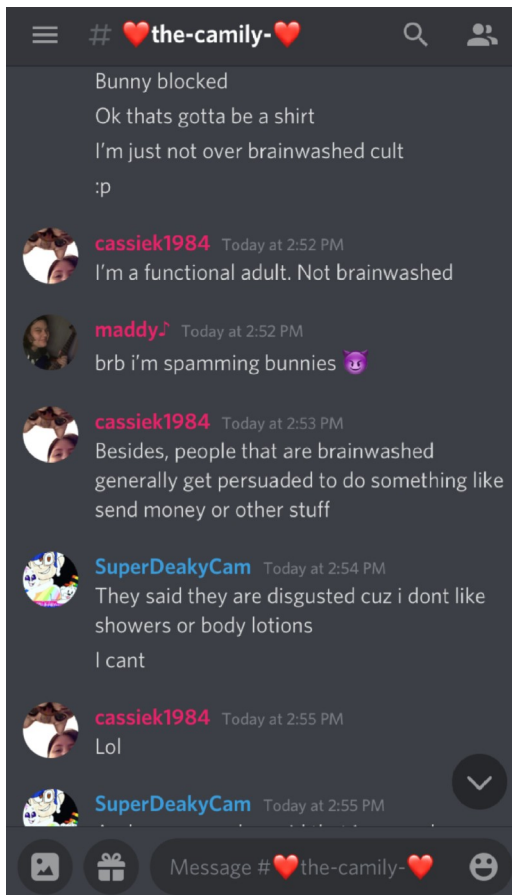 # ❤️the-camily-❤️
Bunny blocked
Ok thats gotta be a shirt
I'm just not over brainwashed cult
:p
cassiek1984 Today at 2:52 PM
I'm a functional adult. Not brainwashed
maddy♪ Today at 2:52 PM
brb i'm spamming bunnies 😈
cassiek1984 Today at 2:53 PM
Besides, people that are brainwashed
generally get persuaded to do something like
send money or other stuff
SuperDeakyCam Today at 2:54 PM
They said they are disgusted cuz i dont like
showers or body lotions
I cant
cassiek1984 Today at 2:55 PM
Lol
SuperDeakyCam Today at 2:55 PM
Message #❤️the-camily-❤️